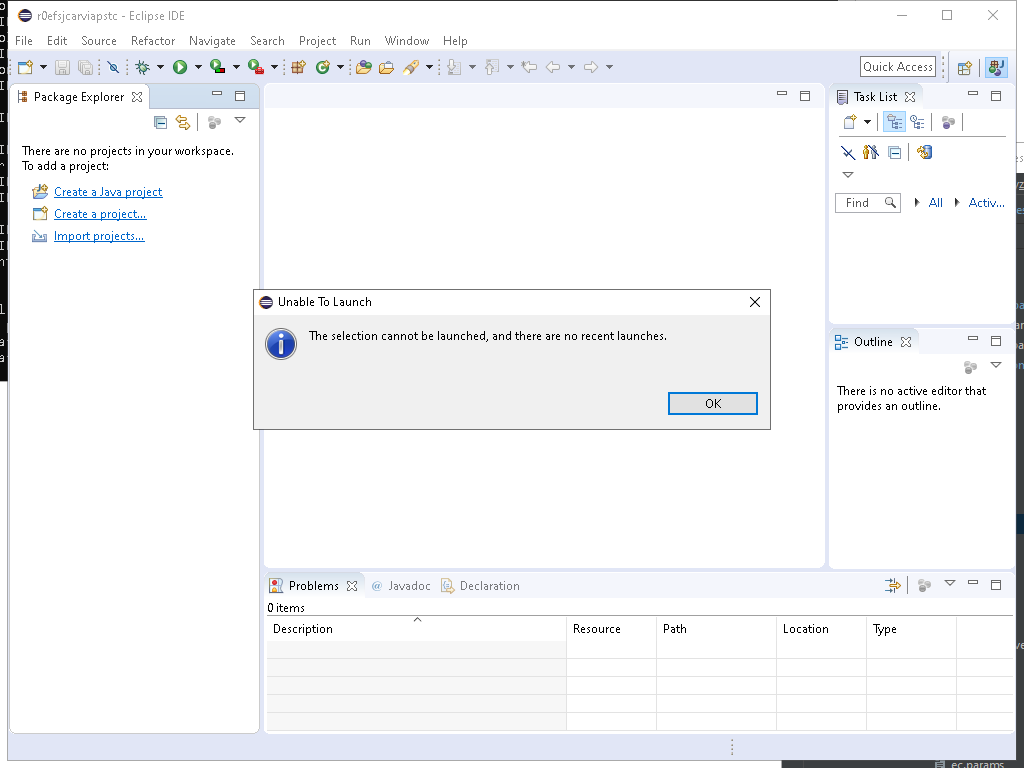 r0efsjcarviapstc - Eclipse IDE
File Edit Source Refactor Navigate Search Project Run Window Help
Quick Access
Package Explorer
Task List
There are no projects in your workspace.
To add a project:
Create a Java project
Create a project...
Import projects...
Find
All
Activ...
Unable To Launch
The selection cannot be launched, and there are no recent launches.
OK
Outline
There is no active editor that
provides an outline.
Problems
@ Javadoc
Declaration
0 items
Description Resource Path Location Type
ec.params